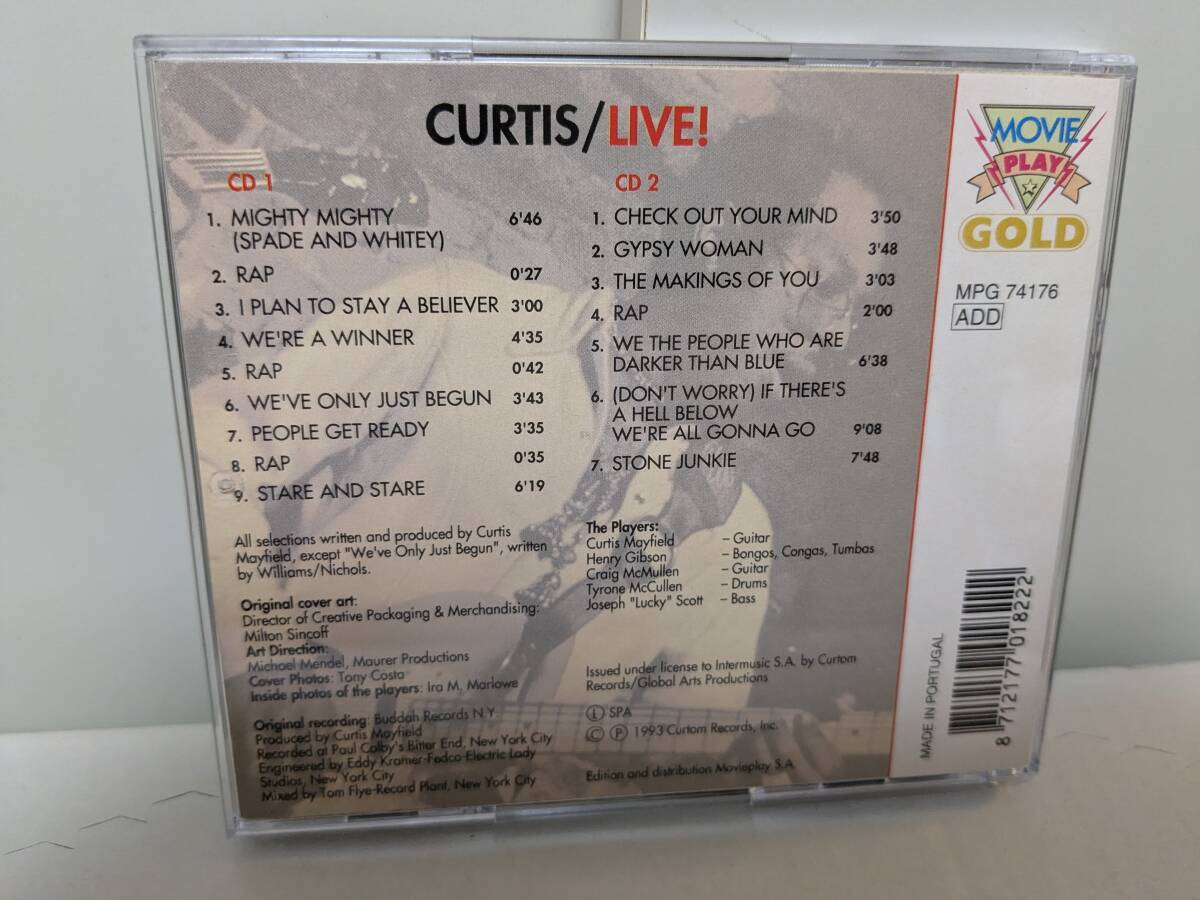 CURTIS/LIVE!
CD 1
1. MIGHTY MIGHTY 6'46
(SPADE AND WHITEY)
2. RAP 0'27
3. I PLAN TO STAY A BELIEVER 3'00
4. WE'RE A WINNER 4'35
5. RAP 0'42
6. WE'VE ONLY JUST BEGUN 3'43
7. PEOPLE GET READY 3'35
8. RAP 0'35
9. STARE AND STARE 6'19
CD 2
1. CHECK OUT YOUR MIND 3'50
2. GYPSY WOMAN 3'48
3. THE MAKINGS OF YOU 3'03
4. RAP 2'00
5. WE THE PEOPLE WHO ARE
DARKER THAN BLUE 6'38
6. (DON'T WORRY) IF THERE'S
A HELL BELOW
WE'RE ALL GONNA GO 9'08
7. STONE JUNKIE 7'48
All selections written and produced by Curtis
Mayfield, except "We've Only Just Begun", written
by Williams/Nichols.
Original cover art:
Director of Creative Packaging & Merchandising:
Milton Sincoff
Art Direction:
Michael Mendel, Maurer Productions
Cover Photos: Tony Costa
Inside photos of the players: Ira M. Marlowe
Original recording: Buddah Records N.Y
Produced by Curtis Mayfield
Recorded at Paul Colby's Bitter End, New York City
Engineered by Eddy Kramer-Fedco-Electric Lady
Studios, New York City
Mixed by Tom Flye-Record Plant, New York City
The Players:
Curtis Mayfield – Guitar
Henry Gibson – Bongos, Congas, Tumbas
Craig McMullen – Guitar
Tyrone McCullen – Drums
Joseph "Lucky" Scott – Bass
Issued under license to Intermusic S.A. by Curtom
Records/Global Arts Productions
Ⓛ SPA
© ℗ 1993 Curtom Records, Inc.
Edition and distribution Movieplay S.A.
MOVIE
PLAY
GOLD
MPG 74176
ADD
MADE IN PORTUGAL
8 712177 018222